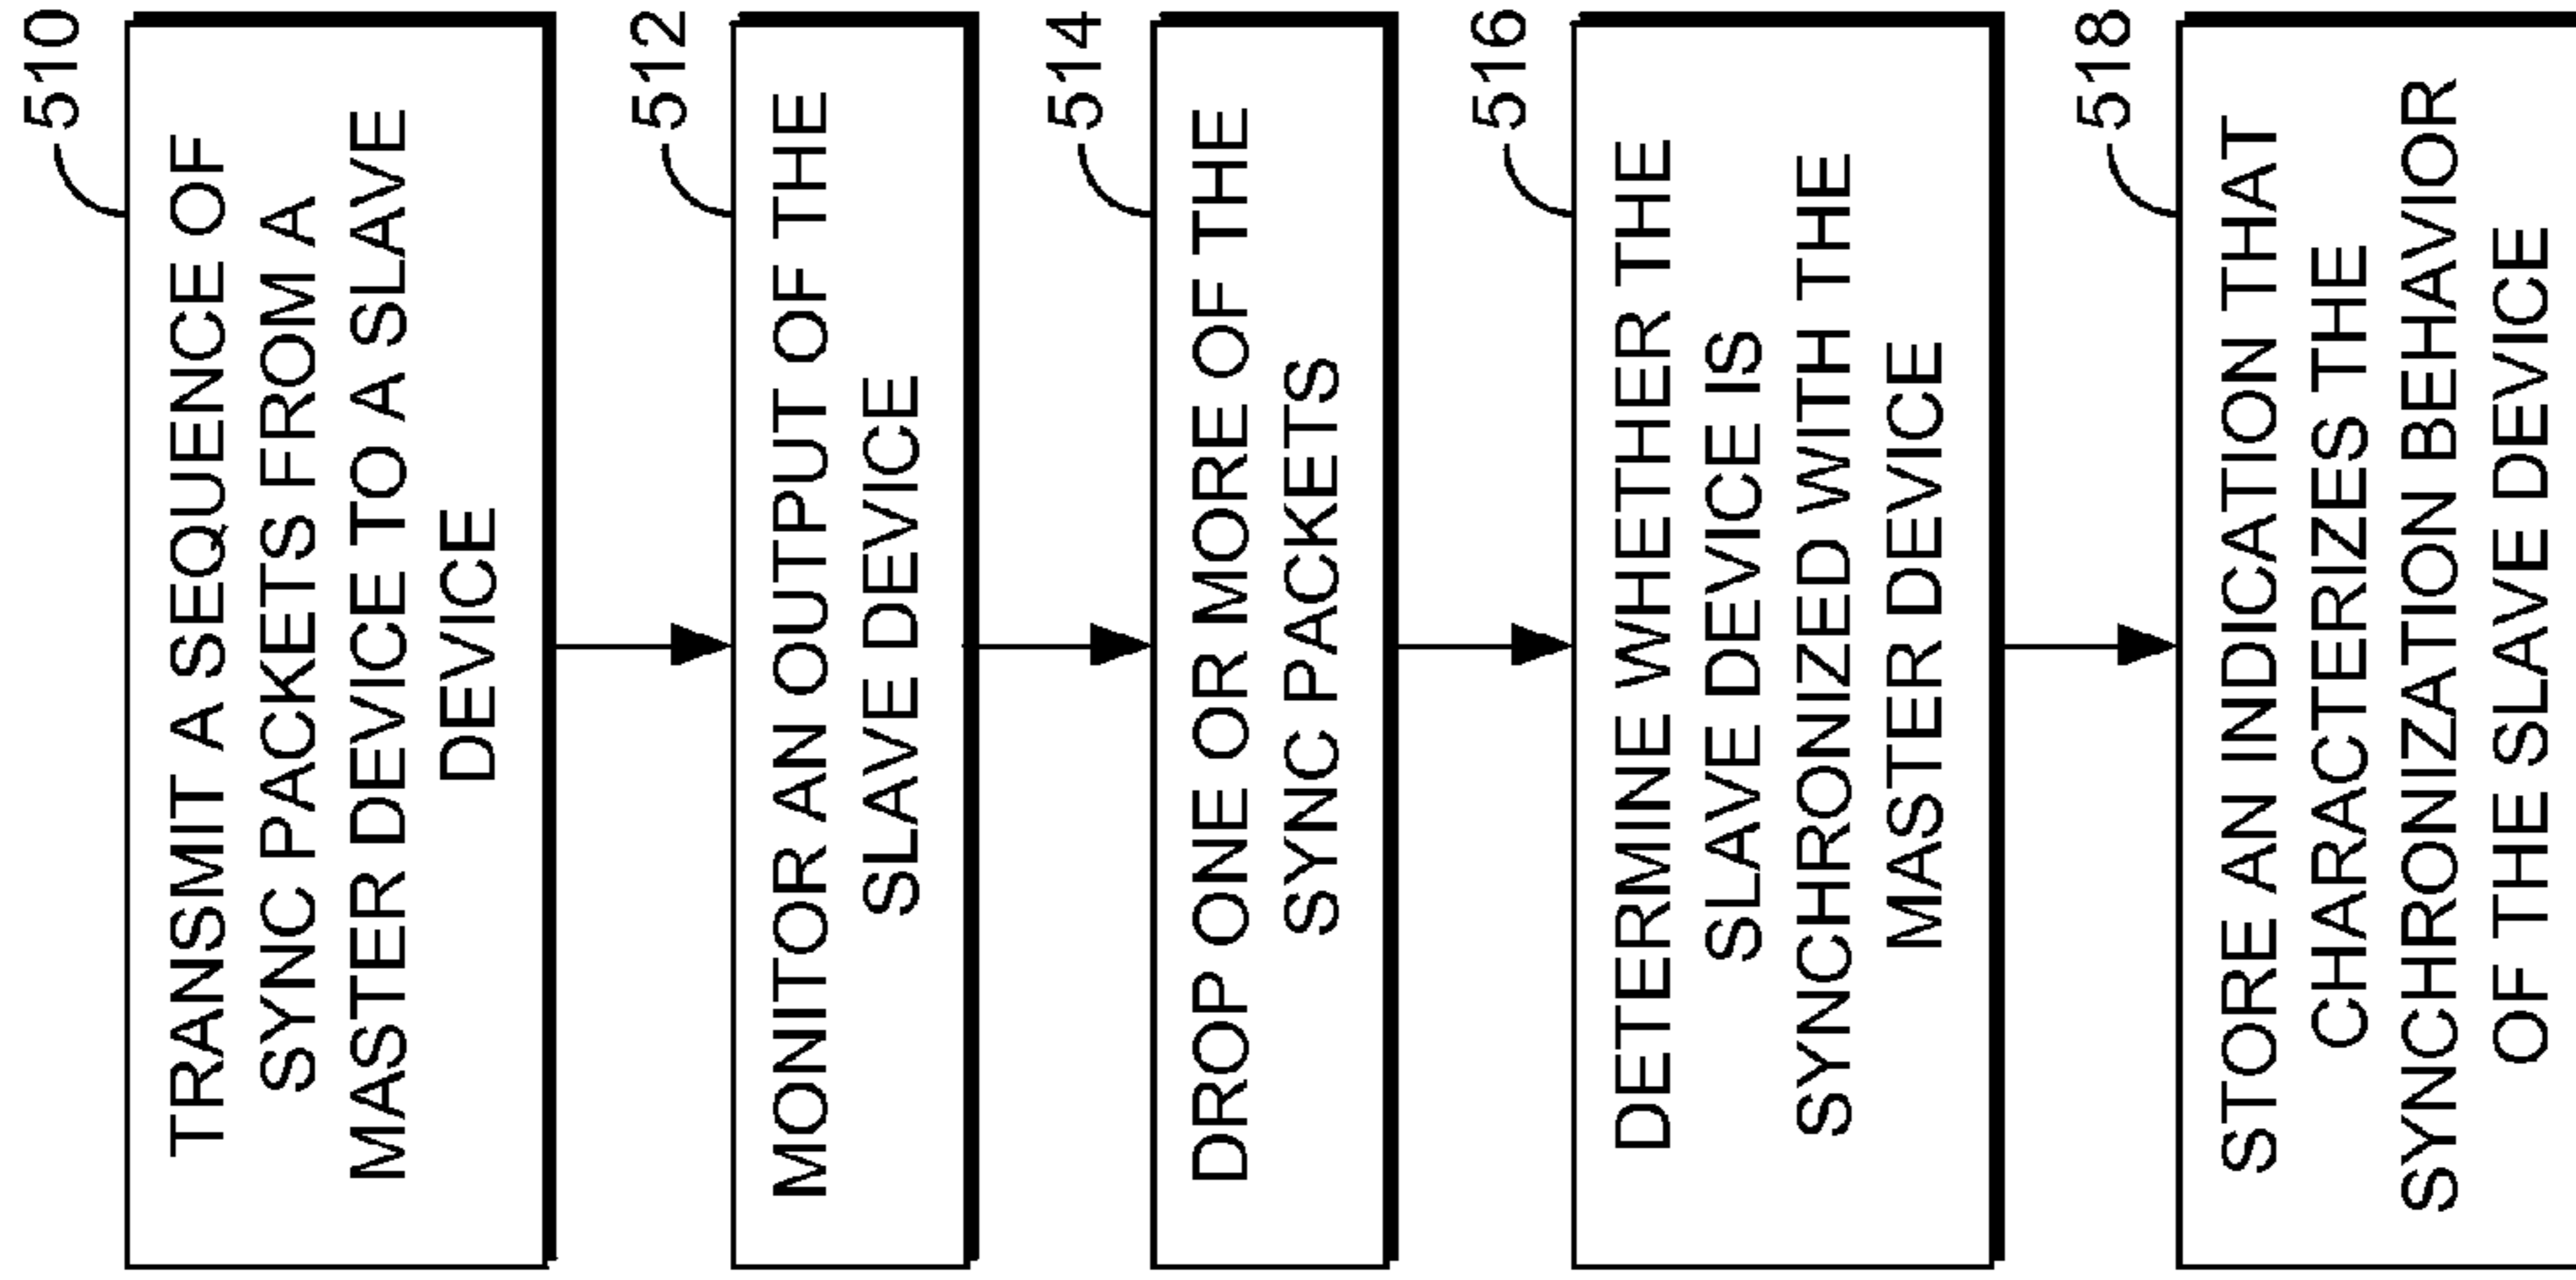 510
TRANSMIT A SEQUENCE OF
SYNC PACKETS FROM A
MASTER DEVICE TO A SLAVE
DEVICE
512
MONITOR AN OUTPUT OF THE
SLAVE DEVICE
514
DROP ONE OR MORE OF THE
SYNC PACKETS
516
DETERMINE WHETHER THE
SLAVE DEVICE IS
SYNCHRONIZED WITH THE
MASTER DEVICE
518
STORE AN INDICATION THAT
CHARACTERIZES THE
SYNCHRONIZATION BEHAVIOR
OF THE SLAVE DEVICE